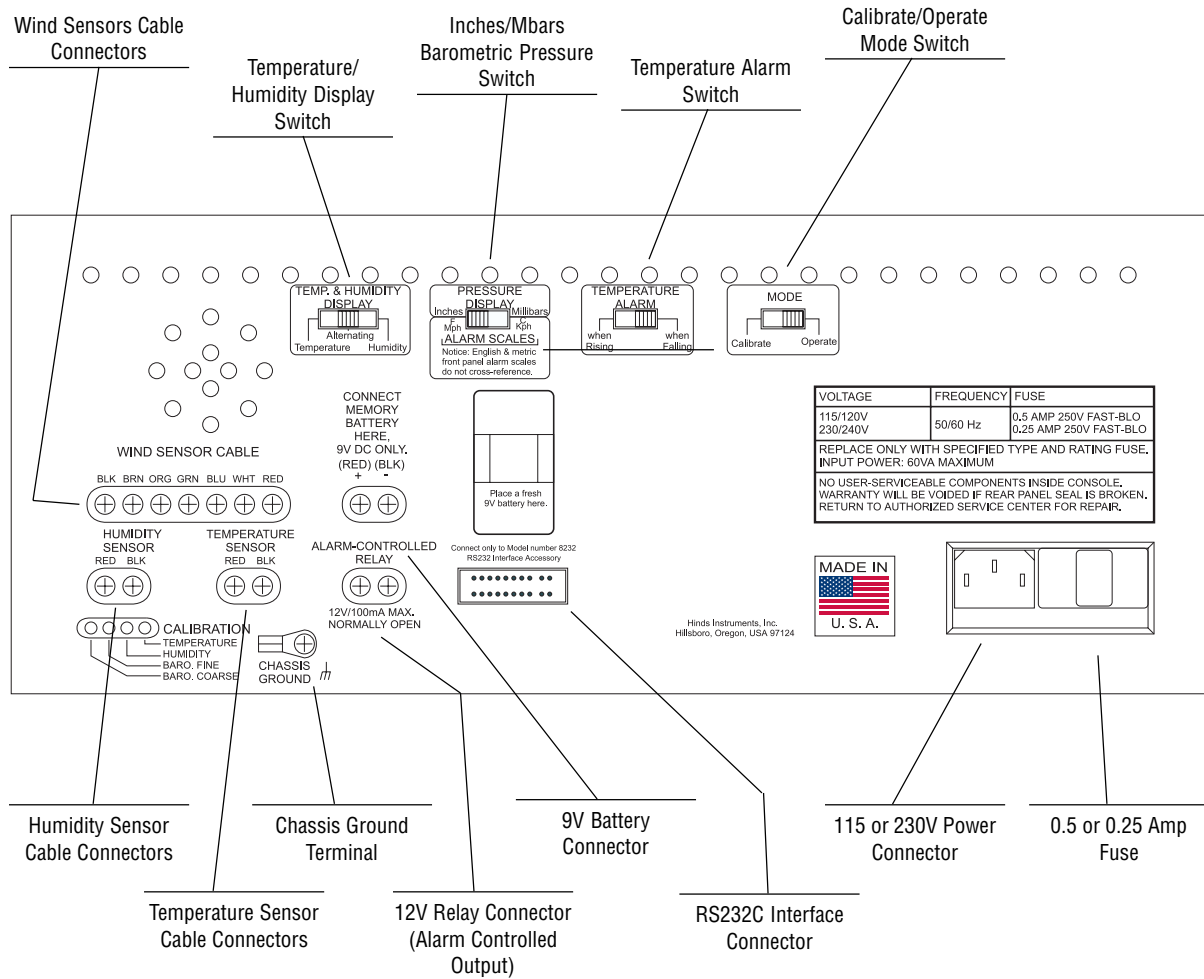 Wind Sensors Cable
Connectors
Temperature/
Humidity Display
Switch
Inches/Mbars
Barometric Pressure
Switch
Temperature Alarm
Switch
Calibrate/Operate
Mode Switch
TEMP. & HUMIDITY
DISPLAY
Alternating
Temperature Humidity
PRESSURE
DISPLAY
Inches Millibars
F C
Mph Kph
ALARM SCALES
Notice: English & metric
front panel alarm scales
do not cross-reference.
TEMPERATURE
ALARM
when when
Rising Falling
MODE
Calibrate Operate
CONNECT
MEMORY
BATTERY
HERE,
9V DC ONLY.
(RED) (BLK)
+ -
Place a fresh
9V battery here.
VOLTAGE FREQUENCY FUSE
115/120V 0.5 AMP 250V FAST-BLO
50/60 Hz
230/240V 0.25 AMP 250V FAST-BLO
REPLACE ONLY WITH SPECIFIED TYPE AND RATING FUSE.
INPUT POWER: 60VA MAXIMUM
NO USER-SERVICEABLE COMPONENTS INSIDE CONSOLE.
WARRANTY WILL BE VOIDED IF REAR PANEL SEAL IS BROKEN.
RETURN TO AUTHORIZED SERVICE CENTER FOR REPAIR.
WIND SENSOR CABLE
BLK BRN ORG GRN BLU WHT RED
HUMIDITY
SENSOR
RED BLK
TEMPERATURE
SENSOR
RED BLK
ALARM-CONTROLLED
RELAY
12V/100mA MAX.
NORMALLY OPEN
Connect only to Model number 8232
RS232 Interface Accessory
CALIBRATION
TEMPERATURE
HUMIDITY
BARO. FINE
BARO. COARSE
CHASSIS
GROUND
Hinds Instruments, Inc.
Hillsboro, Oregon, USA 97124
MADE IN
U. S. A.
Humidity Sensor
Cable Connectors
Chassis Ground
Terminal
9V Battery
Connector
115 or 230V Power
Connector
0.5 or 0.25 Amp
Fuse
Temperature Sensor
Cable Connectors
12V Relay Connector
(Alarm Controlled
Output)
RS232C Interface
Connector